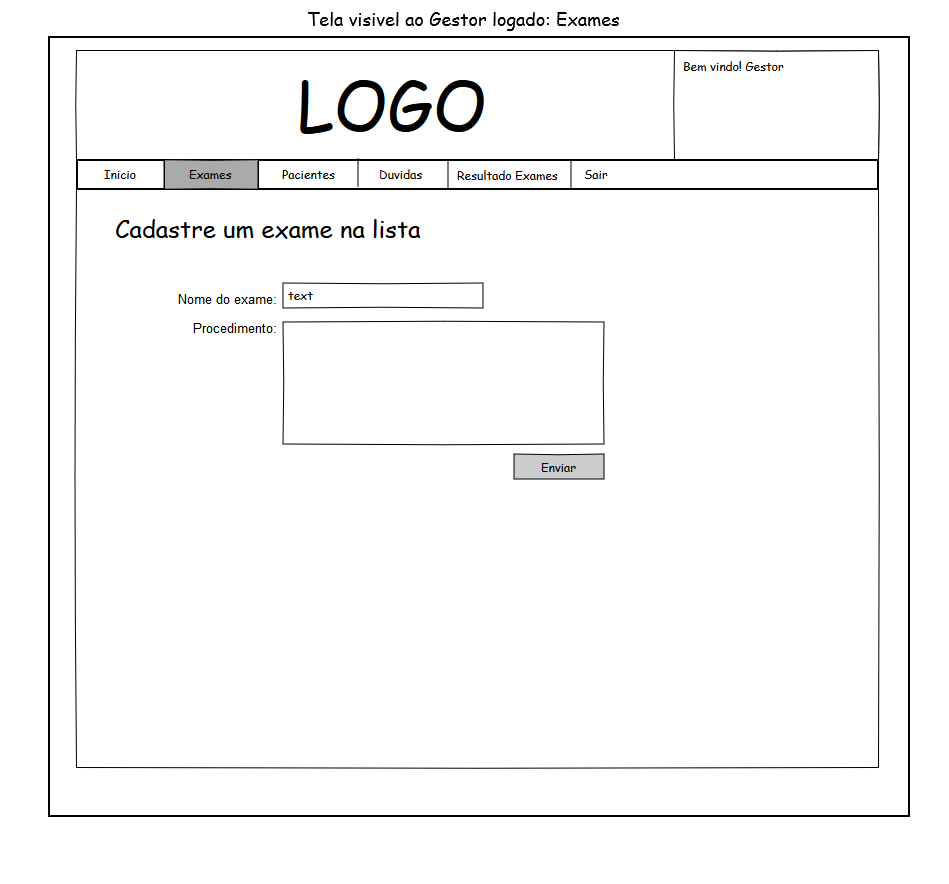 Tela visivel ao Gestor logado: Exames
LOGO
Bem vindo! Gestor
Inicio Exames Pacientes Duvidas Resultado Exames Sair
Cadastre um exame na lista
Nome do exame: text
Procedimento:
Enviar